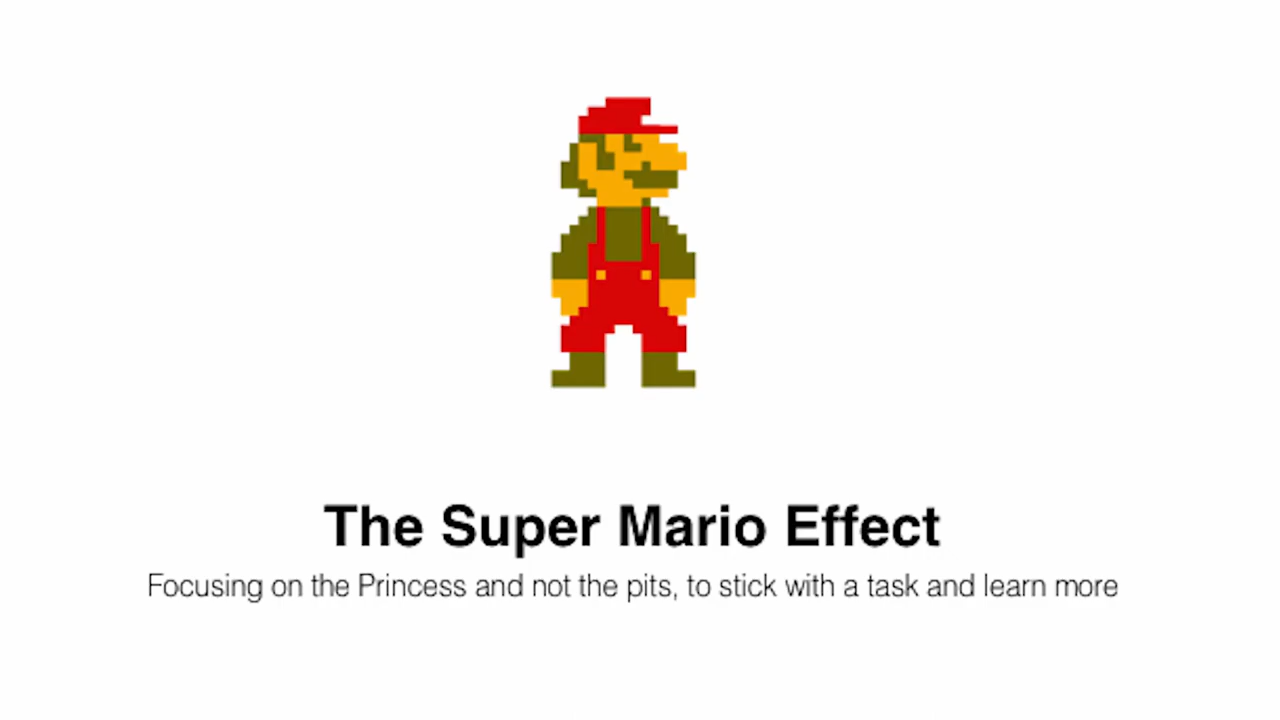 The Super Mario Effect
Focusing on the Princess and not the pits, to stick with a task and learn more